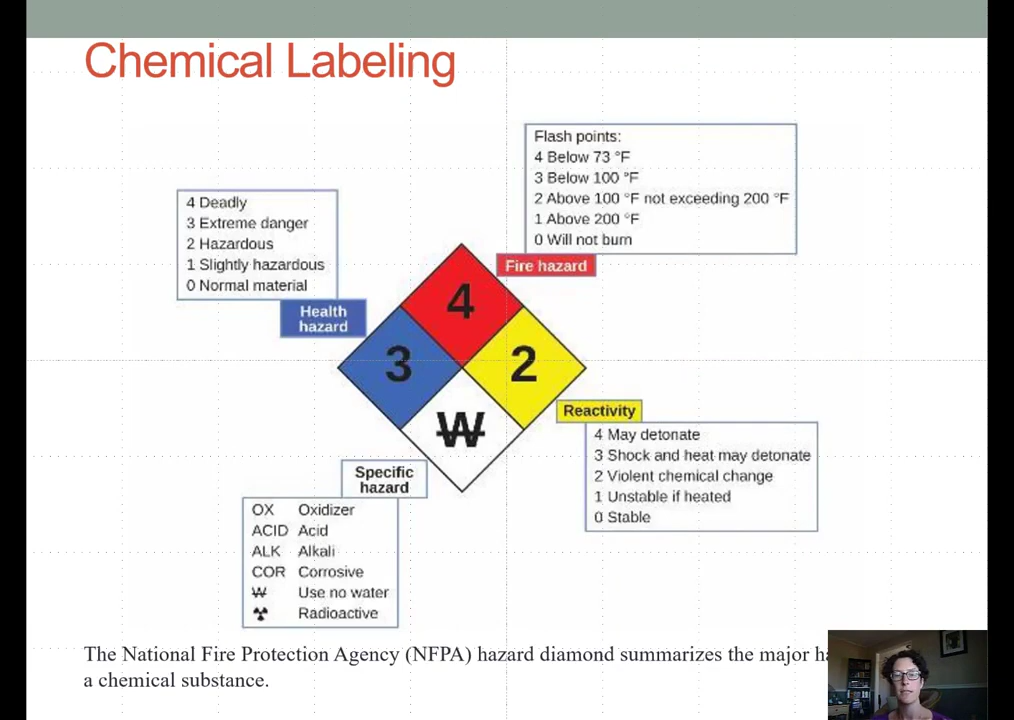 Chemical Labeling
Flash points:
4 Below 73 °F
3 Below 100 °F
2 Above 100 °F not exceeding 200 °F
1 Above 200 °F
0 Will not burn
Fire hazard
4 Deadly
3 Extreme danger
2 Hazardous
1 Slightly hazardous
0 Normal material
Health
hazard
4
3
2
W
Reactivity
4 May detonate
3 Shock and heat may detonate
2 Violent chemical change
1 Unstable if heated
0 Stable
Specific
hazard
OX Oxidizer
ACID Acid
ALK Alkali
COR Corrosive
W Use no water
☢ Radioactive
The National Fire Protection Agency (NFPA) hazard diamond summarizes the major
a chemical substance.